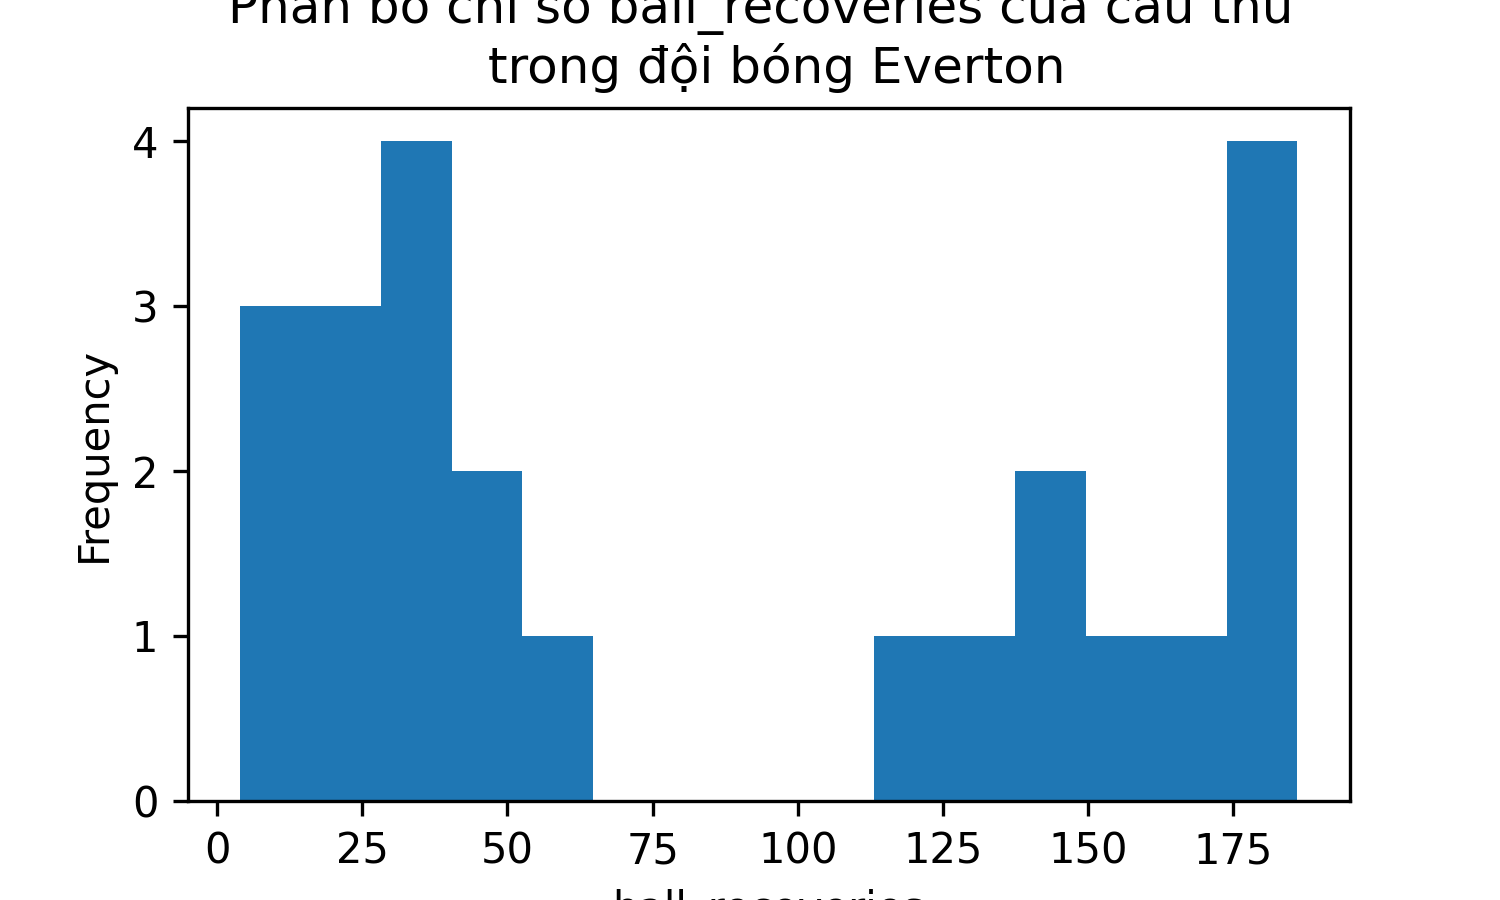 Phân bố chỉ số ball_recoveries của cầu thủ
trong đội bóng Everton
4
3
2
1
0
Frequency
0 25 50 75 100 125 150 175
ball_recoveries